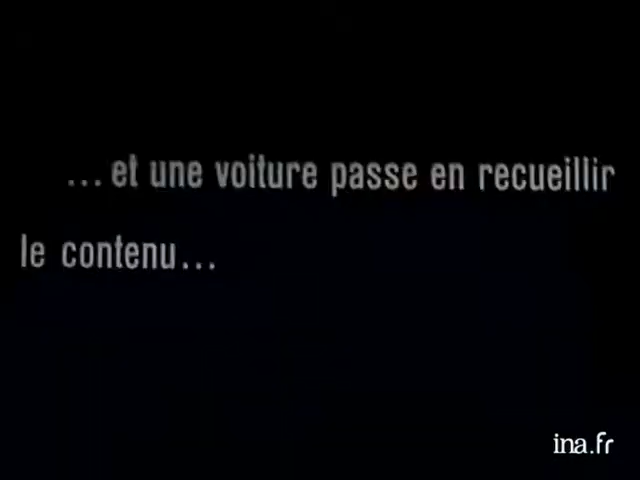 ...et une voiture passe en recueillir
le contenu...
ina.fr